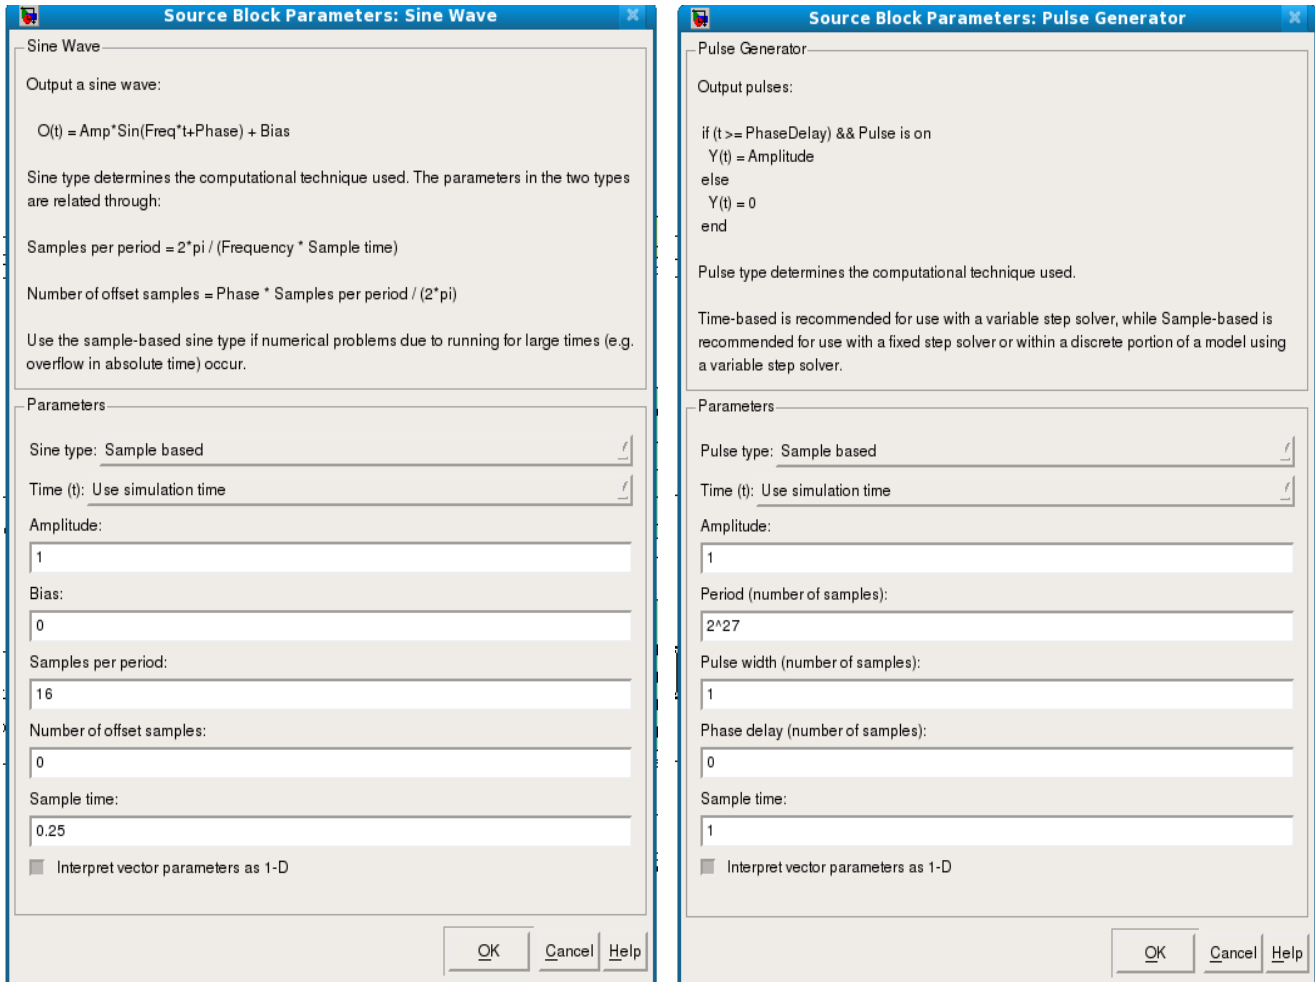 Source Block Parameters: Sine Wave
Sine Wave
Output a sine wave:
O(t) = Amp*Sin(Freq*t+Phase) + Bias
Sine type determines the computational technique used. The parameters in the two types
are related through:
Samples per period = 2*pi / (Frequency * Sample time)
Number of offset samples = Phase * Samples per period / (2*pi)
Use the sample-based sine type if numerical problems due to running for large times (e.g.
overflow in absolute time) occur.
Parameters
Sine type: Sample based
Time (t): Use simulation time
Amplitude:
1
Bias:
0
Samples per period:
16
Number of offset samples:
0
Sample time:
0.25
Interpret vector parameters as 1-D
OK Cancel Help
Source Block Parameters: Pulse Generator
Pulse Generator
Output pulses:
if (t >= PhaseDelay) && Pulse is on
Y(t) = Amplitude
else
Y(t) = 0
end
Pulse type determines the computational technique used.
Time-based is recommended for use with a variable step solver, while Sample-based is
recommended for use with a fixed step solver or within a discrete portion of a model using
a variable step solver.
Parameters
Pulse type: Sample based
Time (t): Use simulation time
Amplitude:
1
Period (number of samples):
2^27
Pulse width (number of samples):
1
Phase delay (number of samples):
0
Sample time:
1
Interpret vector parameters as 1-D
OK Cancel Help